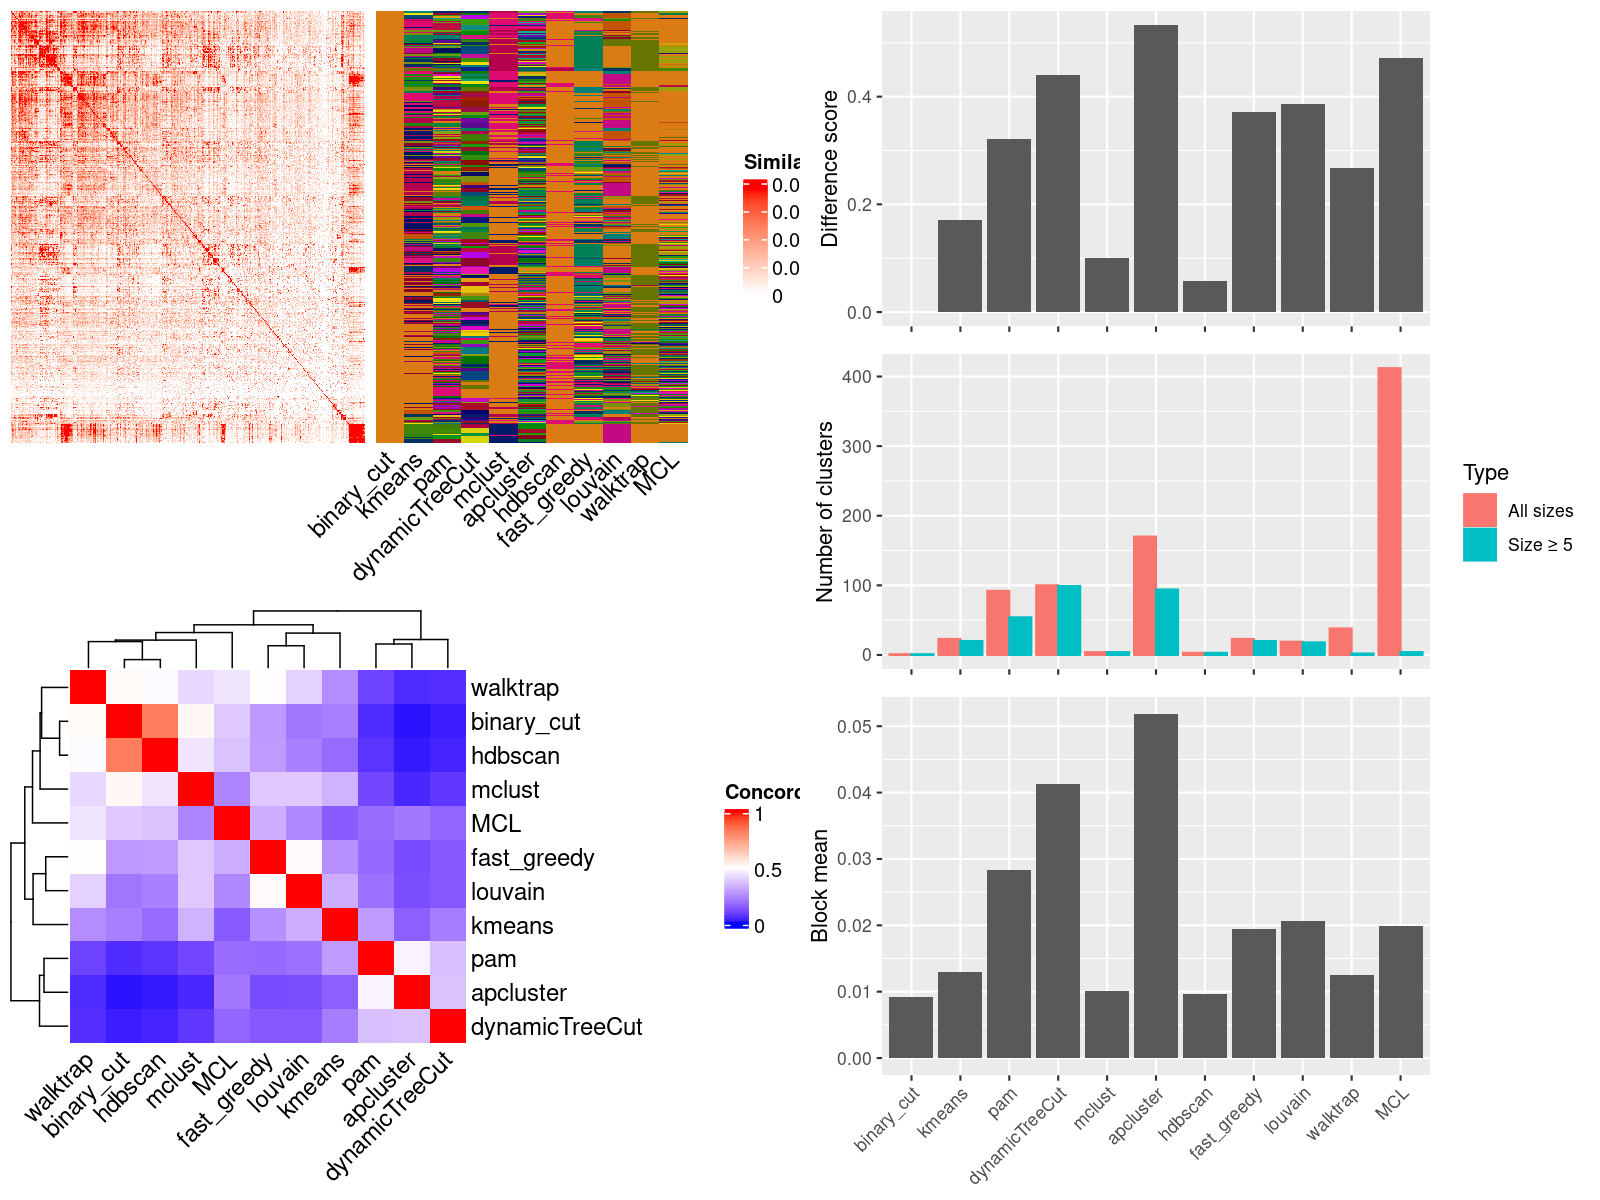 binary_cut
kmeans
pam
dynamicTreeCut
mclust
apcluster
hdbscan
fast_greedy
louvain
walktrap
MCL
Simila
0.0
0.0
0.0
0.0
0
walktrap
binary_cut
hdbscan
mclust
MCL
fast_greedy
louvain
kmeans
pam
apcluster
dynamicTreeCut
walktrap
binary_cut
hdbscan
mclust
MCL
fast_greedy
louvain
kmeans
pam
apcluster
dynamicTreeCut
Concord
1
0.5
0
Difference score
0.4
0.2
0.0
Number of clusters
400
300
200
100
0
Type
All sizes
Size ≥ 5
Block mean
0.05
0.04
0.03
0.02
0.01
0.00
binary_cut
kmeans
pam
dynamicTreeCut
mclust
apcluster
hdbscan
fast_greedy
louvain
walktrap
MCL